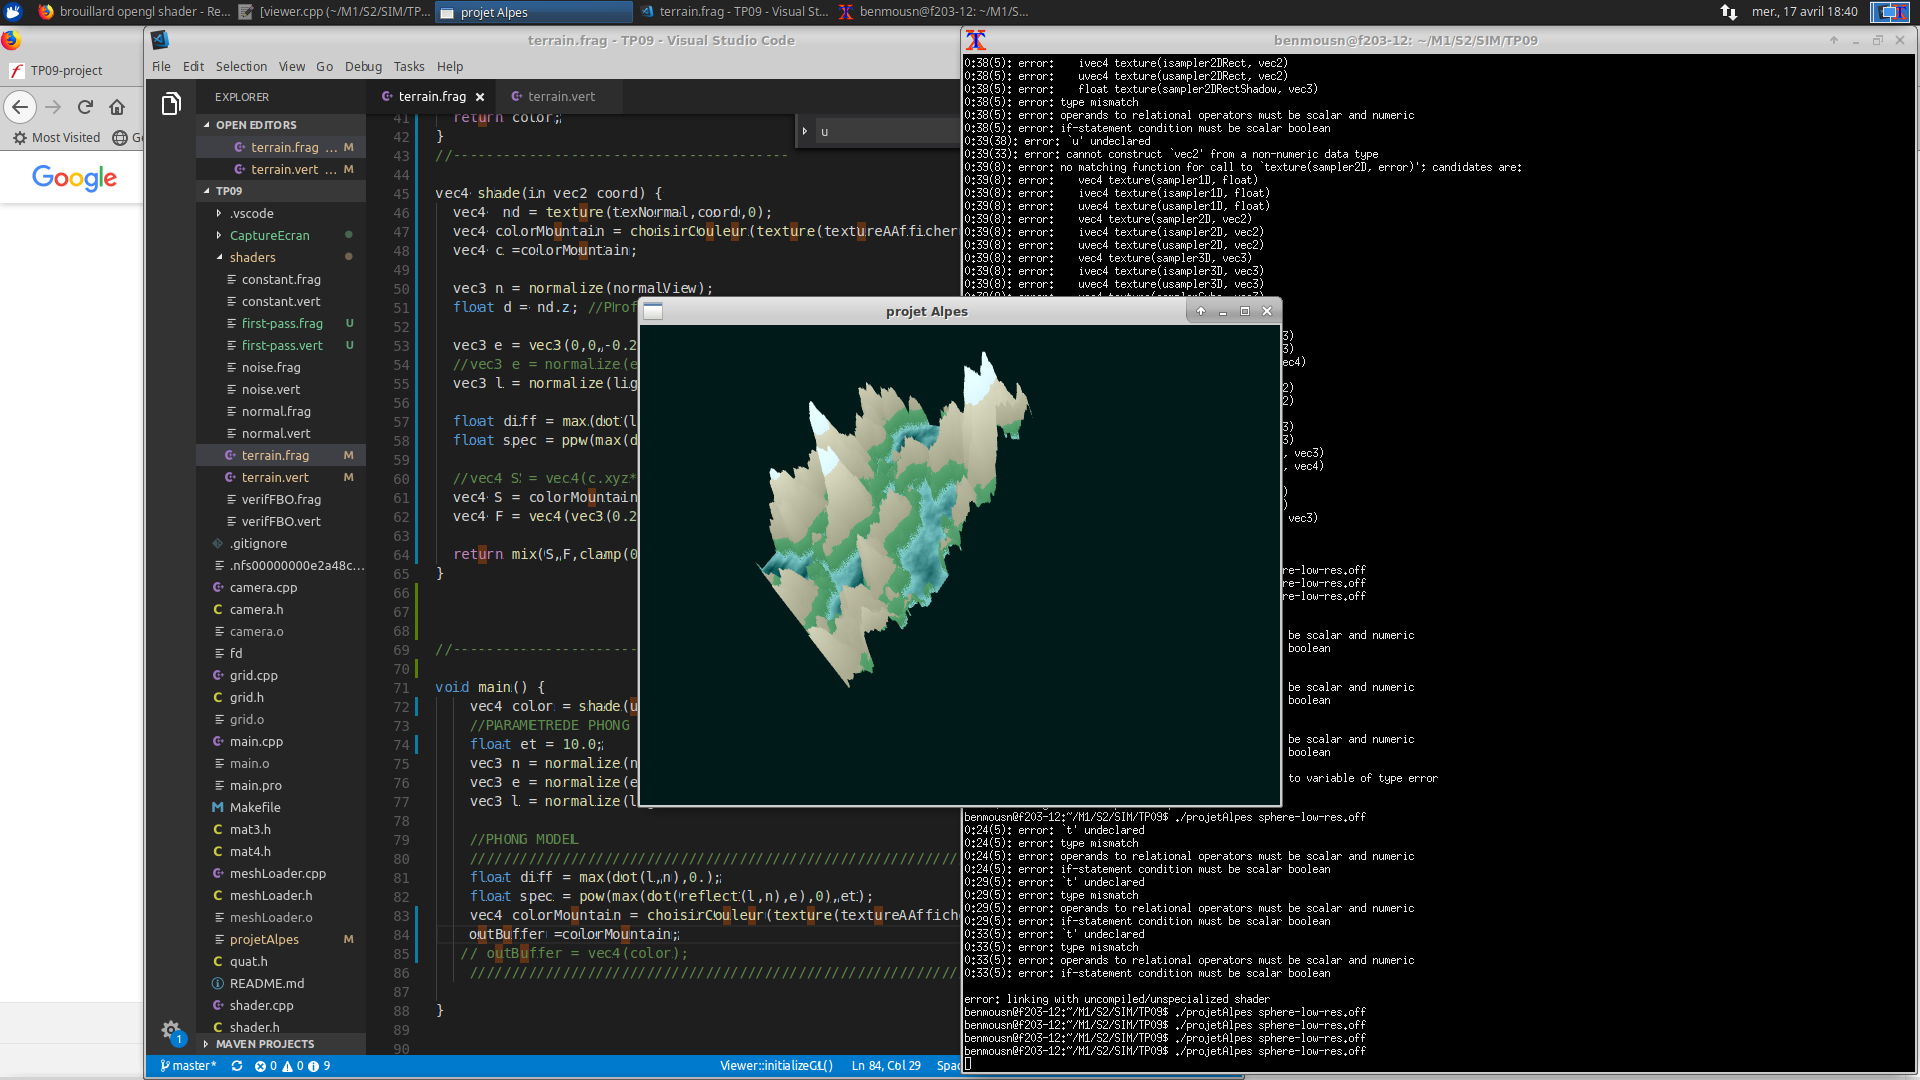 brouillard opengl shader - Re...
[viewer.cpp (~/M1/S2/SIM/TP...
projet Alpes
terrain.frag - TP09 - Visual St...
benmousn@f203-12: ~/M1/S...
mer., 17 avril 18:40
TP09-project
Most Visited
Google
terrain.frag - TP09 - Visual Studio Code
File Edit Selection View Go Debug Tasks Help
EXPLORER
OPEN EDITORS
terrain.frag ... M
terrain.vert ... M
TP09
.vscode
CaptureEcran
shaders
constant.frag
constant.vert
first-pass.frag U
first-pass.vert U
noise.frag
noise.vert
normal.frag
normal.vert
terrain.frag M
terrain.vert M
verifFBO.frag
verifFBO.vert
.gitignore
.nfs00000000e2a48c...
camera.cpp
camera.h
camera.o
fd
grid.cpp
grid.h
grid.o
main.cpp
main.o
main.pro
Makefile
mat3.h
mat4.h
meshLoader.cpp
meshLoader.h
meshLoader.o
projetAlpes M
quat.h
README.md
shader.cpp
shader.h
MAVEN PROJECTS
terrain.frag
terrain.vert
u
41 return color;
42 }
43 //----------------------------------------
44
45 vec4 shade(in vec2 coord) {
46 vec4 nd = texture(texNormal,coord,0);
47 vec4 colorMountain = choisirCouleur(texture(textureAAfficher
48 vec4 c =colorMountain;
49
50 vec3 n = normalize(normalView);
51 float d = nd.z; //Prof
52
53 vec3 e = vec3(0,0,-0.2
54 //vec3 e = normalize(e
55 vec3 l = normalize(lig
56
57 float diff = max(dot(l
58 float spec = pow(max(d
59
60 //vec4 S = vec4(c.xyz*
61 vec4 S = colorMountain
62 vec4 F = vec4(vec3(0.2
63
64 return mix(S,F,clamp(0
65 }
66
67
68
69 //----------------------
70
71 void main() {
72 vec4 color = shade(u
73 //PARAMETREDE PHONG
74 float et = 10.0;
75 vec3 n = normalize(n
76 vec3 e = normalize(e
77 vec3 l = normalize(l
78
79 //PHONG MODEL
80 //////////////////////////////////////////////////////////
81 float diff = max(dot(l,n),0.);
82 float spec = pow(max(dot(reflect(l,n),e),0),et);
83 vec4 colorMountain = choisirCouleur(texture(textureAAffiche
84 outBuffer =colorMountain;
85 // outBuffer = vec4(color);
86 //////////////////////////////////////////////////////////
87
88 }
89
90
master* 0 0 9
Viewer::initializeGL() Ln 84, Col 29 Spac
1
projet Alpes
benmousn@f203-12: ~/M1/S2/SIM/TP09
0:38(5): error: ivec4 texture(isampler2DRect, vec2)
0:38(5): error: uvec4 texture(usampler2DRect, vec2)
0:38(5): error: float texture(sampler2DRectShadow, vec3)
0:38(5): error: type mismatch
0:38(5): error: operands to relational operators must be scalar and numeric
0:38(5): error: if-statement condition must be scalar boolean
0:39(38): error: `u' undeclared
0:39(33): error: cannot construct `vec2' from a non-numeric data type
0:39(8): error: no matching function for call to `texture(sampler2D, error)'; candidates are:
0:39(8): error: vec4 texture(sampler1D, float)
0:39(8): error: ivec4 texture(isampler1D, float)
0:39(8): error: uvec4 texture(usampler1D, float)
0:39(8): error: vec4 texture(sampler2D, vec2)
0:39(8): error: ivec4 texture(isampler2D, vec2)
0:39(8): error: uvec4 texture(usampler2D, vec2)
0:39(8): error: vec4 texture(sampler3D, vec3)
0:39(8): error: ivec4 texture(isampler3D, vec3)
0:39(8): error: uvec4 texture(usampler3D, vec3)
3)
3)
ec4)
2)
2)
3)
3)
, vec3)
, vec4)
)
)
vec3)
re-low-res.off
re-low-res.off
re-low-res.off
be scalar and numeric
boolean
be scalar and numeric
boolean
be scalar and numeric
boolean
to variable of type error
benmousn@f203-12:~/M1/S2/SIM/TP09$ ./projetAlpes sphere-low-res.off
0:24(5): error: `t' undeclared
0:24(5): error: type mismatch
0:24(5): error: operands to relational operators must be scalar and numeric
0:24(5): error: if-statement condition must be scalar boolean
0:29(5): error: `t' undeclared
0:29(5): error: type mismatch
0:29(5): error: operands to relational operators must be scalar and numeric
0:29(5): error: if-statement condition must be scalar boolean
0:33(5): error: `t' undeclared
0:33(5): error: type mismatch
0:33(5): error: operands to relational operators must be scalar and numeric
0:33(5): error: if-statement condition must be scalar boolean
error: linking with uncompiled/unspecialized shader
benmousn@f203-12:~/M1/S2/SIM/TP09$ ./projetAlpes sphere-low-res.off
benmousn@f203-12:~/M1/S2/SIM/TP09$ ./projetAlpes sphere-low-res.off
benmousn@f203-12:~/M1/S2/SIM/TP09$ ./projetAlpes sphere-low-res.off
benmousn@f203-12:~/M1/S2/SIM/TP09$ ./projetAlpes sphere-low-res.off